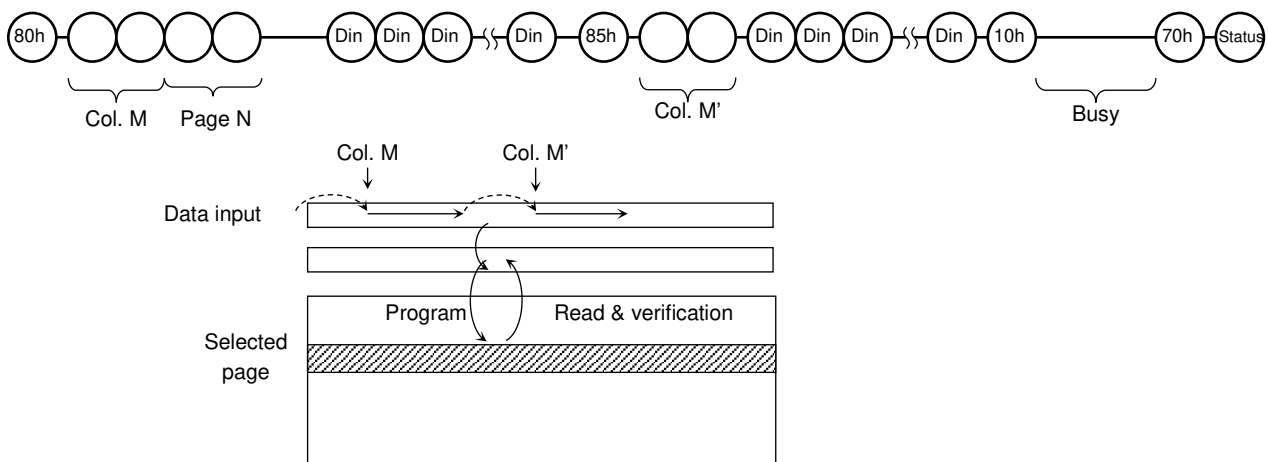 80h Din Din Din Din 85h Din Din Din Din 10h 70h Status
Col. M Page N Col. M' Busy
Col. M Col. M'
Data input
Program Read & verification
Selected
page